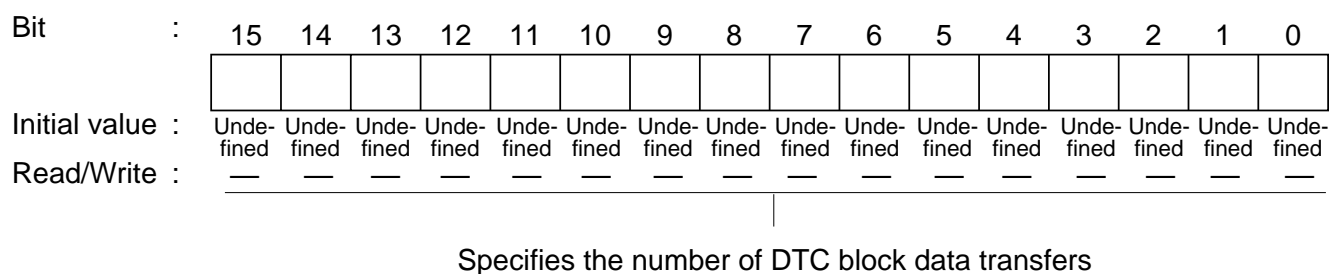 Bit : 15 14 13 12 11 10 9 8 7 6 5 4 3 2 1 0
Initial value : Unde- Unde- Unde- Unde- Unde- Unde- Unde- Unde- Unde- Unde- Unde- Unde- Unde- Unde- Unde- Unde-
fined fined fined fined fined fined fined fined fined fined fined fined fined fined fined fined
Read/Write : — — — — — — — — — — — — — — — —
Specifies the number of DTC block data transfers